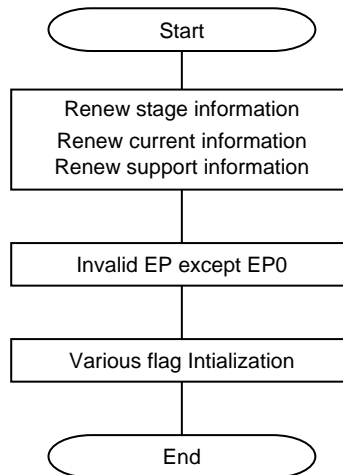 Start
Renew stage information
Renew current information
Renew support information
Invalid EP except EP0
Various flag Intialization
End